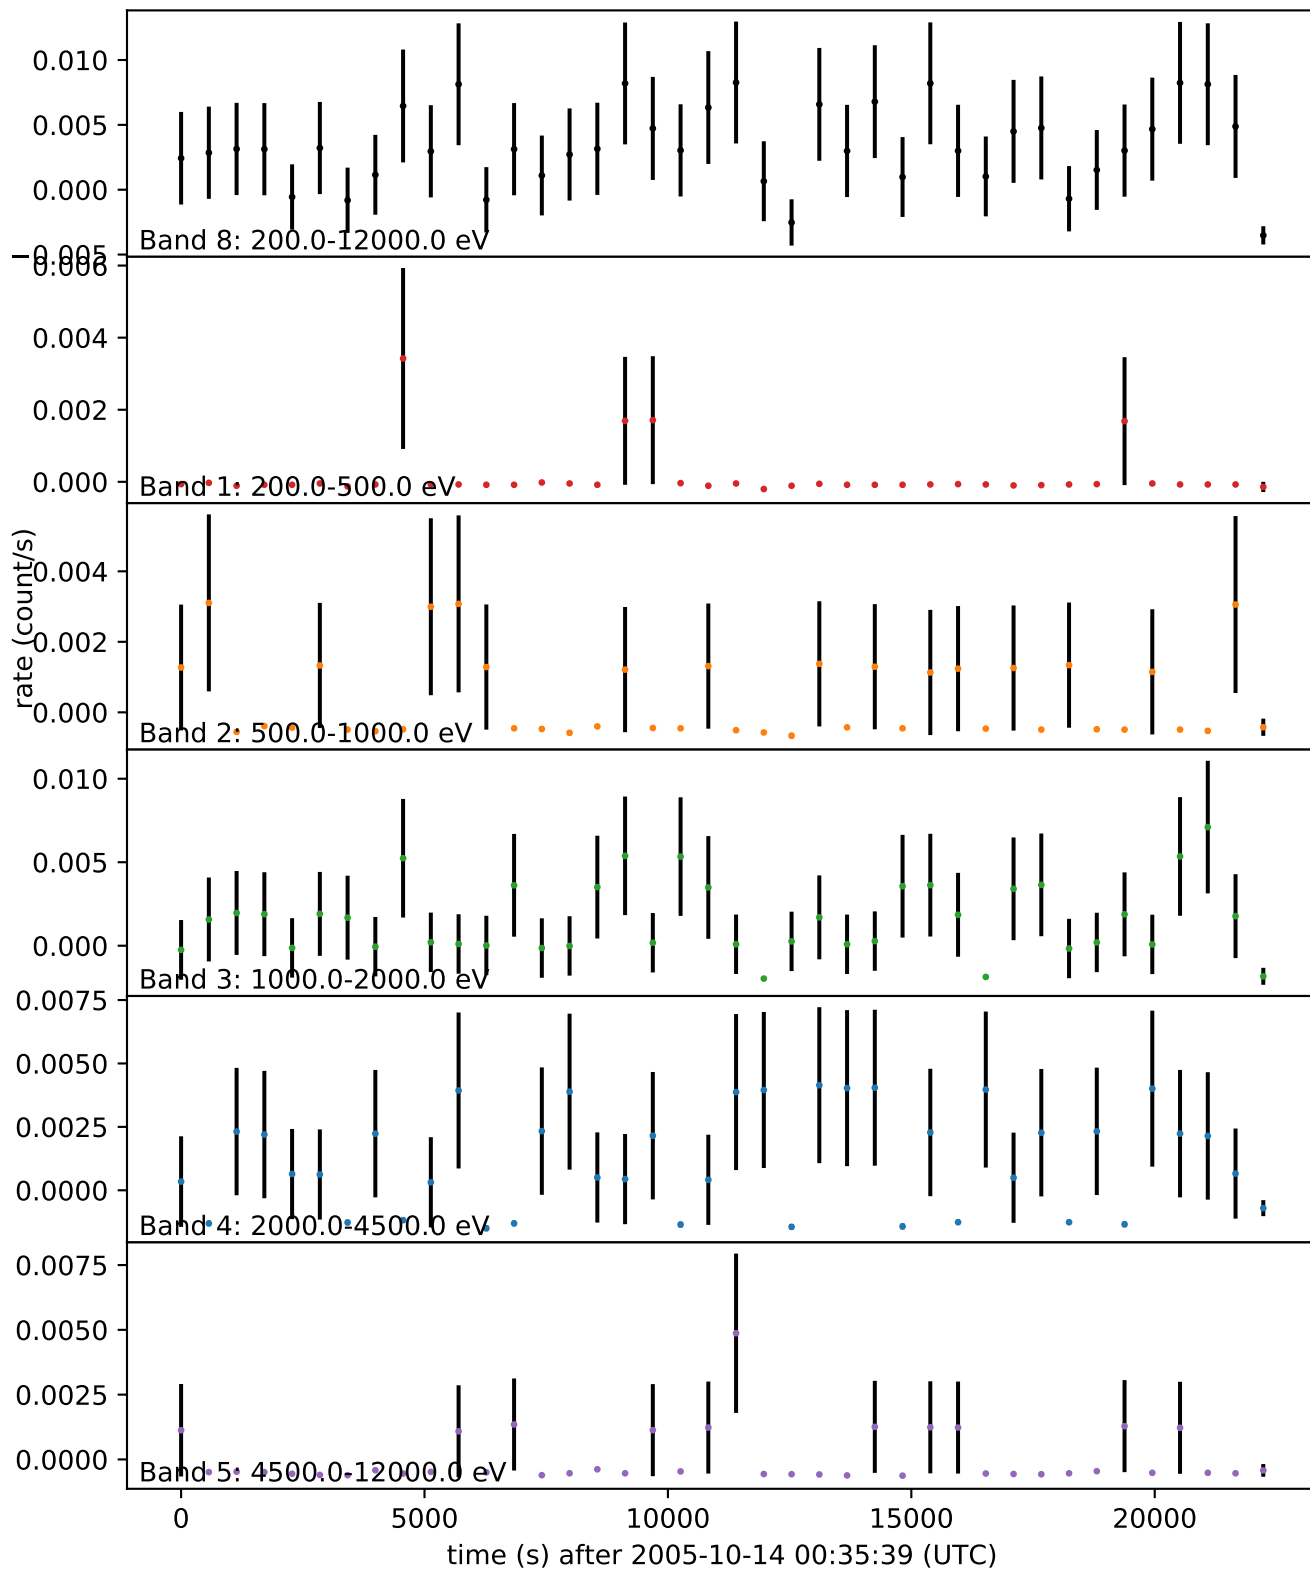 0.010
0.005
0.000
−0.005
Band 8: 200.0-12000.0 eV
0.006
0.004
0.002
0.000
Band 1: 200.0-500.0 eV
0.004
0.002
0.000
Band 2: 500.0-1000.0 eV
rate (count/s)
0.010
0.005
0.000
Band 3: 1000.0-2000.0 eV
0.0075
0.0050
0.0025
0.0000
Band 4: 2000.0-4500.0 eV
0.0075
0.0050
0.0025
0.0000
Band 5: 4500.0-12000.0 eV
0 5000 10000 15000 20000
time (s) after 2005-10-14 00:35:39 (UTC)